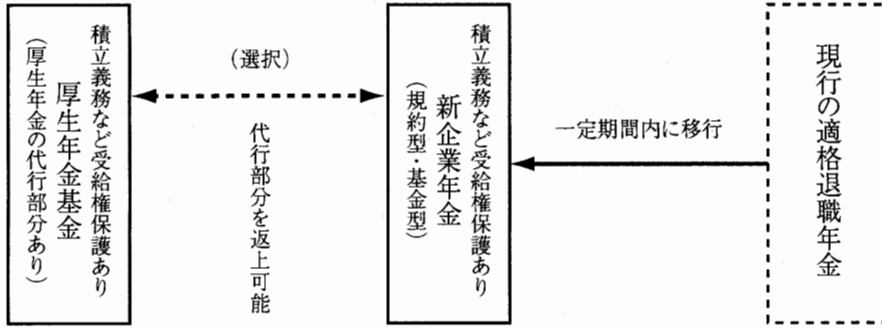 現行の適格退職年金
一定期間内に移行
積立義務など受給権保護あり
新企業年金
（規約型・基金型）
（選択）
代行部分を返上可能
積立義務など受給権保護あり
厚生年金基金
（厚生年金の代行部分あり）